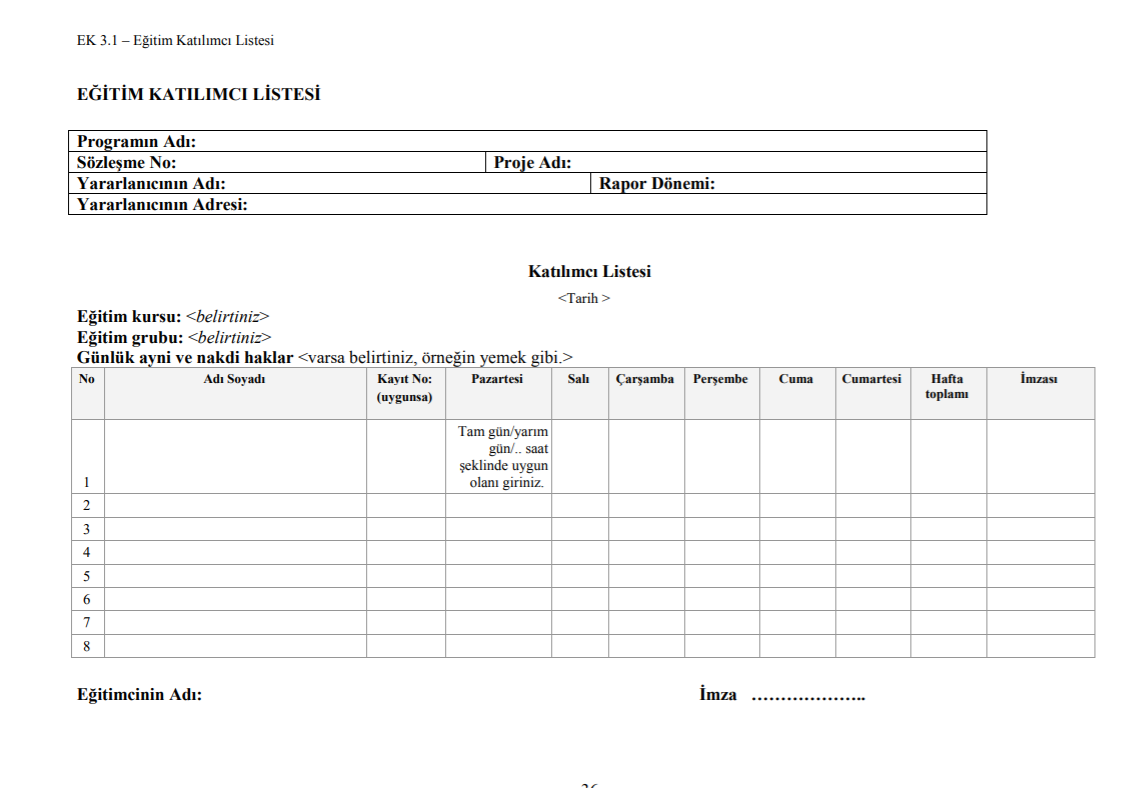 EK 3.1 – Eğitim Katılımcı Listesi
EĞİTİM KATILIMCI LİSTESİ
Programın Adı:
Sözleşme No: Proje Adı:
Yararlanıcının Adı: Rapor Dönemi:
Yararlanıcının Adresi:
Katılımcı Listesi
<Tarih >
Eğitim kursu: <belirtiniz>
Eğitim grubu: <belirtiniz>
Günlük ayni ve nakdi haklar <varsa belirtiniz, örneğin yemek gibi.>
No Adı Soyadı Kayıt No: Pazartesi Salı Çarşamba Perşembe Cuma Cumartesi Hafta İmzası
(uygunsa) toplamı
Tam gün/yarım
gün/.. saat
şeklinde uygun
1 olanı giriniz.
2
3
4
5
6
7
8
Eğitimcinin Adı: İmza ………………..